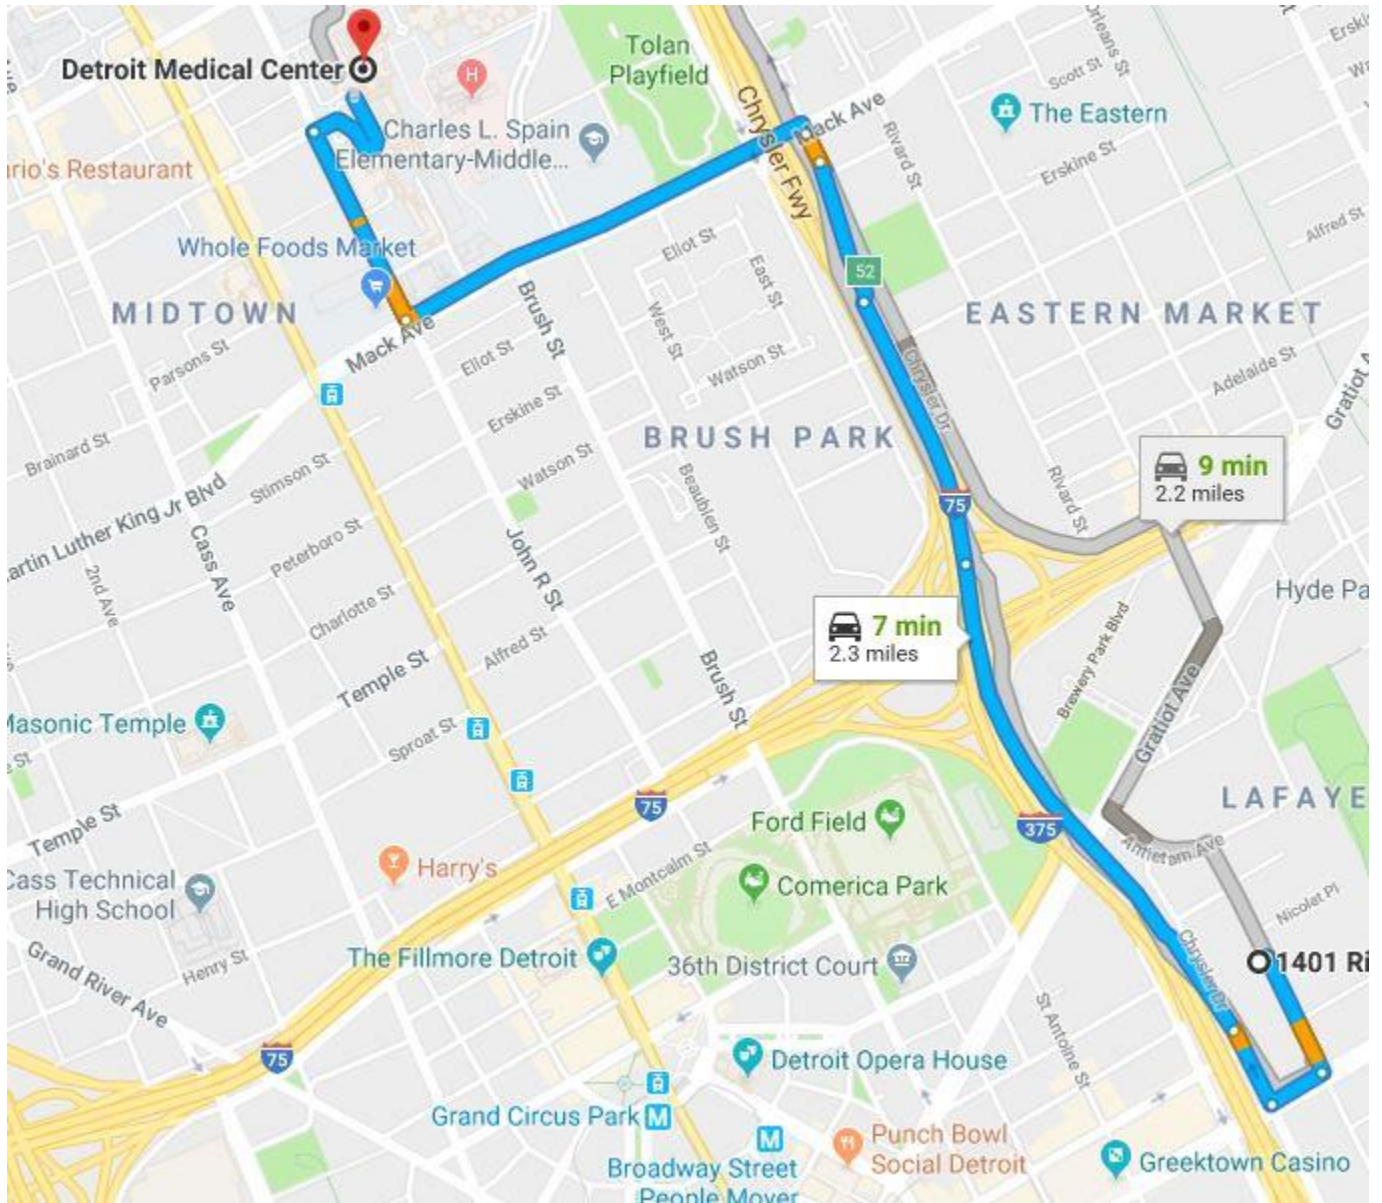 Tolan
Playfield
Orleans St
Scott St
Erski
Detroit Medical Center
H
Chrysler Fwy
Mack Ave
The Eastern
Charles L. Spain
Elementary-Middle...
Rivard St
Erskine St
ario's Restaurant
Alfred St
Whole Foods Market
Eliot St
East St
52
MIDTOWN
Brush St
West St
EASTERN MARKET
Mack Ave
Parsons St
Eliot St
Watson St
Chrysler Dr
Adelaide St
Gratiot A
Erskine St
BRUSH PARK
Brainard St
Stimson St
Watson St
Beaubien St
Rivard St
9 min
2.2 miles
artin Luther King Jr Blvd
75
Cass Ave
Peterboro St
John R St
2nd Ave
Charlotte St
Hyde Pa
7 min
2.3 miles
Alfred St
Temple St
Brush St
Brewery Park Blvd
Gratiot Ave
Masonic Temple
Sproat St
e St
75
LAFAYE
Temple St
Ford Field
375
Antietam Ave
Harry's
E Montcalm St
Comerica Park
Cass Technical
High School
Nicolet Pl
Grand River Ave
Henry St
The Fillmore Detroit
36th District Court
Chrysler Dr
1401 Ri
St Antoine St
75
Detroit Opera House
Grand Circus Park M
M
Punch Bowl
Social Detroit
Broadway Street
People Mover
Greektown Casino